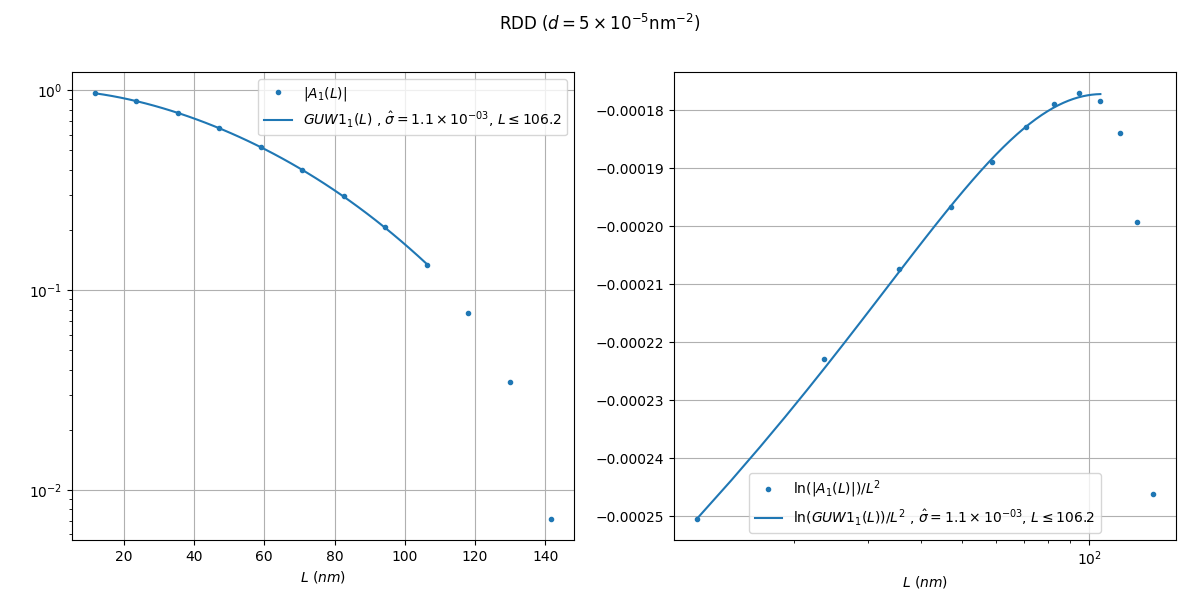 RDD (d = 5 × 10⁻⁵nm⁻²)
10⁰
10⁻¹
10⁻²
|A₁(L)|
GUW1₁(L) , σ̂ = 1.1 × 10⁻⁰³, L ≤ 106.2
20 40 60 80 100 120 140
L (nm)
−0.00018
−0.00019
−0.00020
−0.00021
−0.00022
−0.00023
−0.00024
−0.00025
ln(|A₁(L)|)/L²
ln(GUW1₁(L))/L² , σ̂ = 1.1 × 10⁻⁰³, L ≤ 106.2
10²
L (nm)